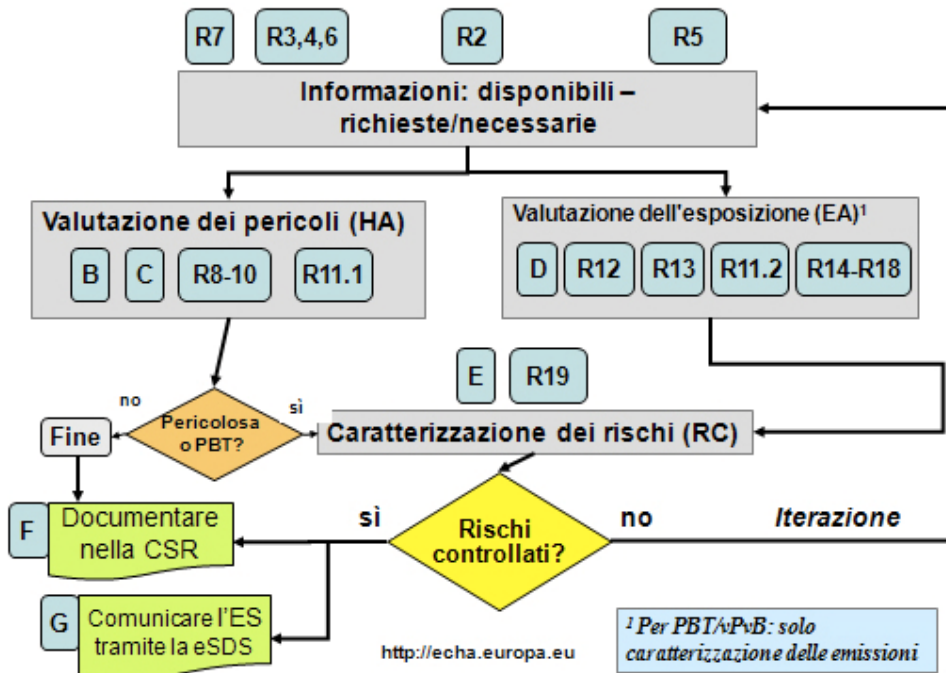 R7 R3,4,6 R2 R5
Informazioni: disponibili –
richieste/necessarie
Valutazione dei pericoli (HA)
B C R8-10 R11.1
Valutazione dell'esposizione (EA)¹
D R12 R13 R11.2 R14-R18
E R19
no
Pericolosa
o PBT?
sì
Fine
Caratterizzazione dei rischi (RC)
F
Documentare
nella CSR
sì
Rischi
controllati?
no
Iterazione
G
Comunicare l'ES
tramite la eSDS
http://echa.europa.eu
¹ Per PBT/vPvB: solo
caratterizzazione delle emissioni